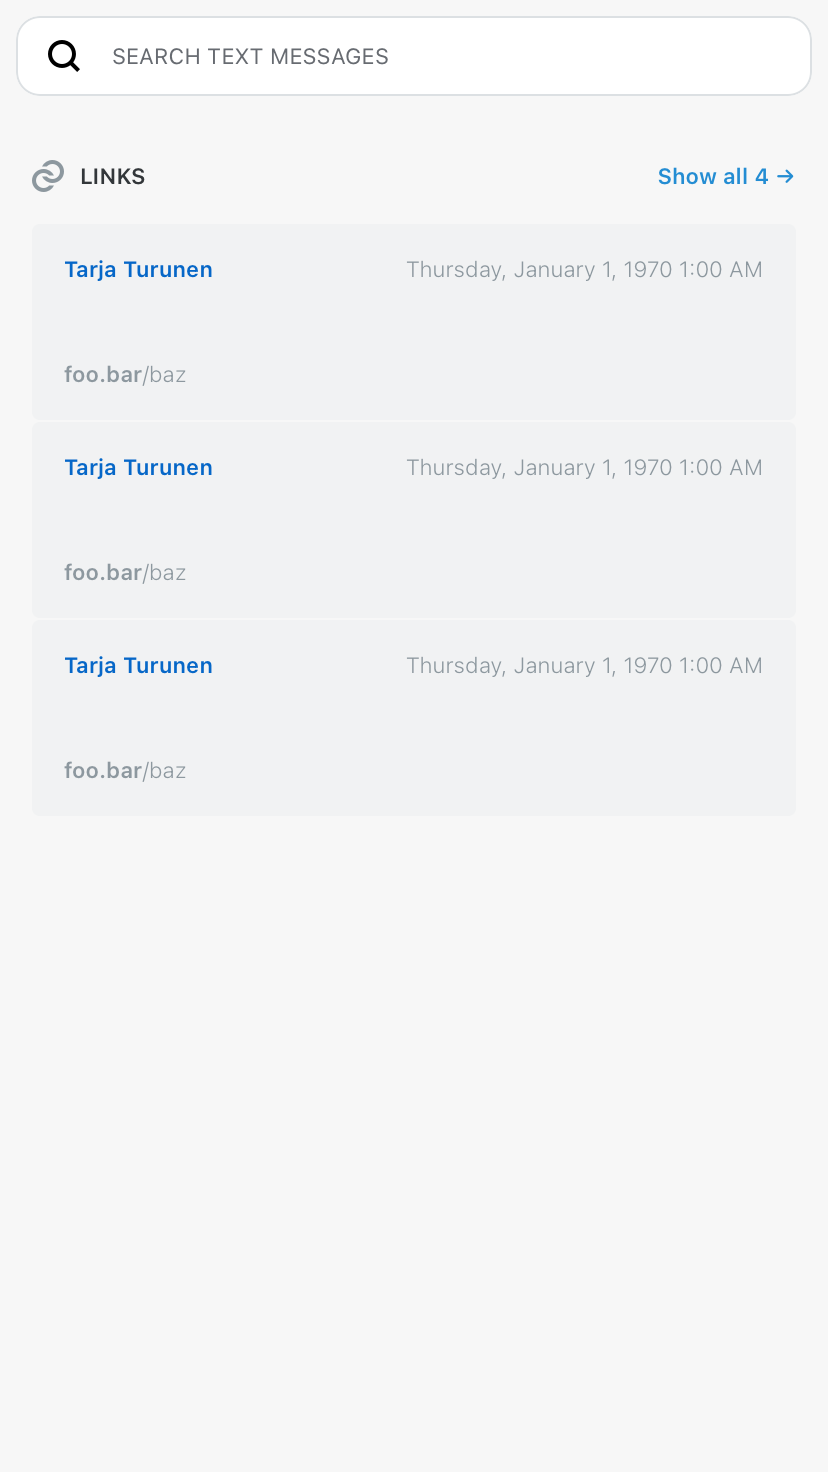 SEARCH TEXT MESSAGES
LINKS Show all 4 →
Tarja Turunen Thursday, January 1, 1970 1:00 AM
foo.bar/baz
Tarja Turunen Thursday, January 1, 1970 1:00 AM
foo.bar/baz
Tarja Turunen Thursday, January 1, 1970 1:00 AM
foo.bar/baz